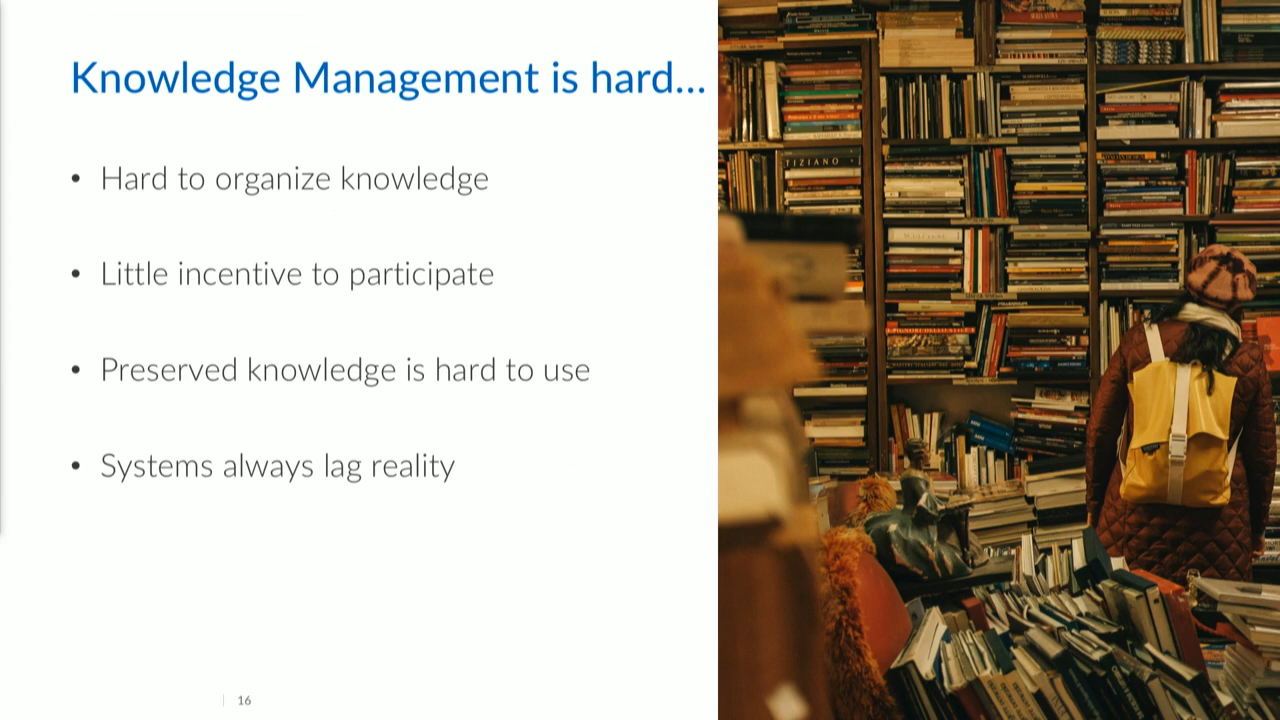 Knowledge Management is hard...
• Hard to organize knowledge
• Little incentive to participate
• Preserved knowledge is hard to use
• Systems always lag reality
16
TIZIANO